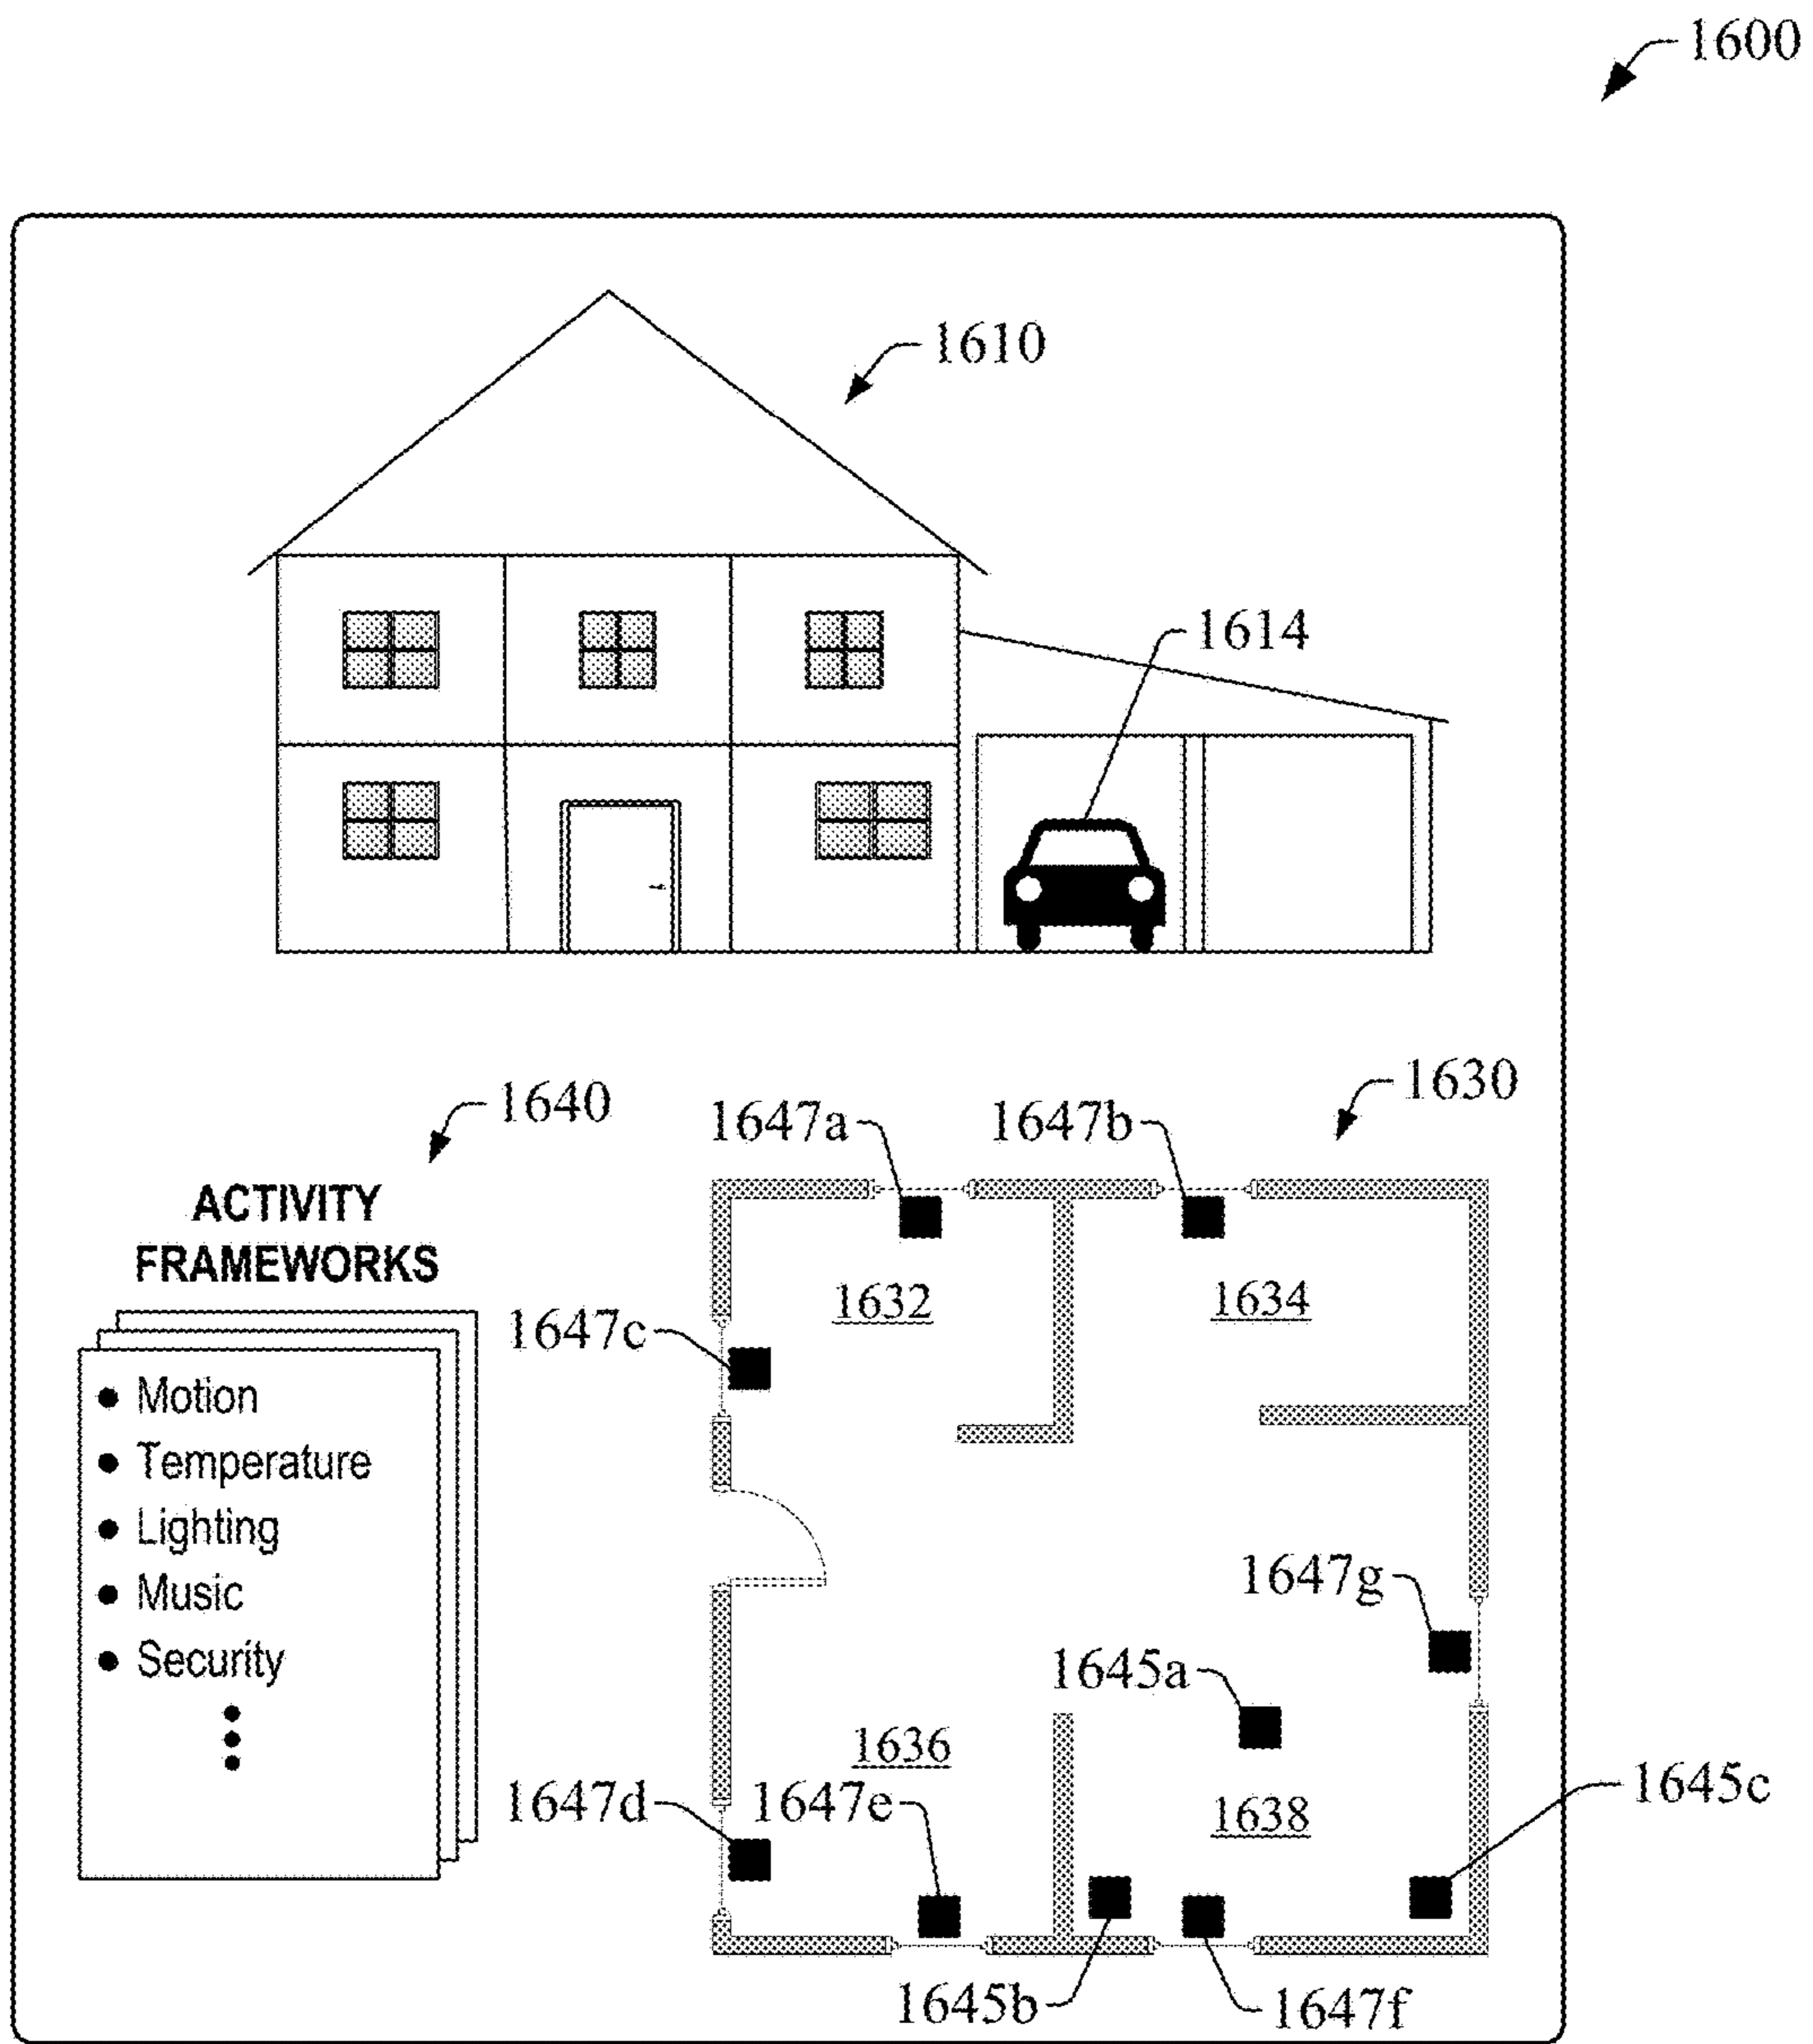 1600
1610
1614
1640
1630
1647a
1647b
ACTIVITY
FRAMEWORKS
1632
1634
1647c
• Motion
• Temperature
• Lighting
• Music
• Security
1647g
1645a
1636
1645c
1647d
1647e
1638
1645b
1647f